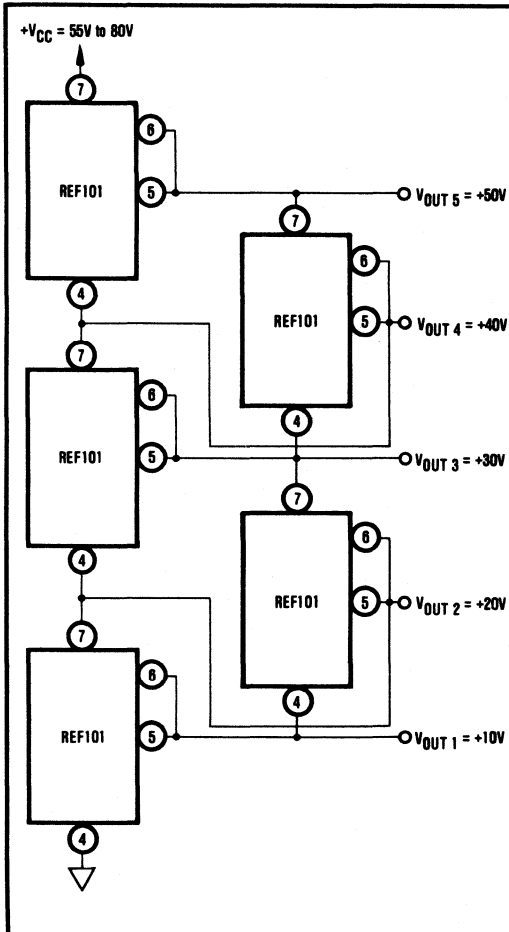 +VCC = 55V to 80V
7
6
REF101
5
VOUT 5 = +50V
7
4
6
REF101
5
VOUT 4 = +40V
7
6
4
REF101
5
VOUT 3 = +30V
7
6
4
REF101
5
VOUT 2 = +20V
7
6
4
REF101
5
VOUT 1 = +10V
4